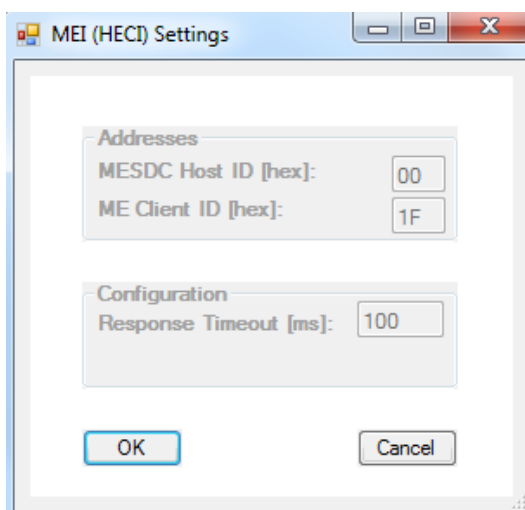 MEI (HECI) Settings
Addresses
MESDC Host ID [hex]: 00
ME Client ID [hex]: 1F
Configuration
Response Timeout [ms]: 100
OK Cancel